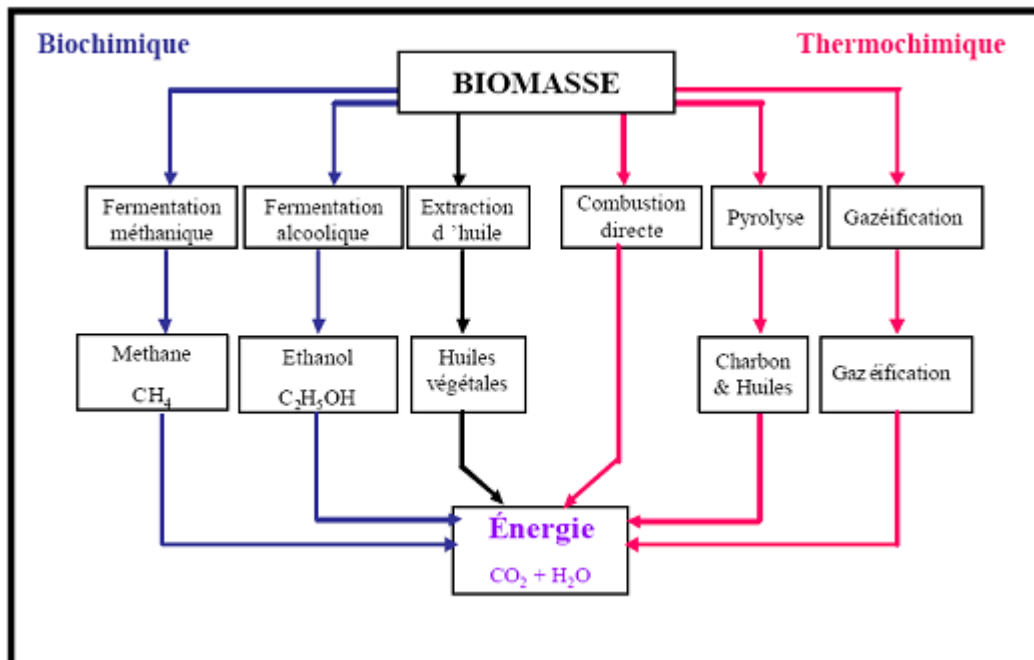 Biochimique
Thermochimique
BIOMASSE
Fermentation
méthanique
Fermentation
alcoolique
Extraction
d ’huile
Combustion
directe
Pyrolyse
Gazéification
Methane
CH₄
Ethanol
C₂H₅OH
Huiles
végétales
Charbon
& Huiles
Gaz éification
Énergie
CO₂ + H₂O